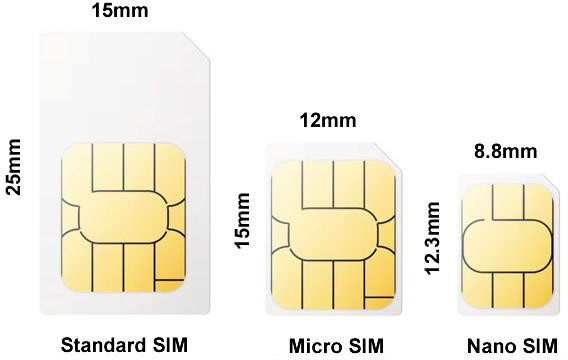 15mm
25mm
Standard SIM
12mm
15mm
Micro SIM
8.8mm
12.3mm
Nano SIM